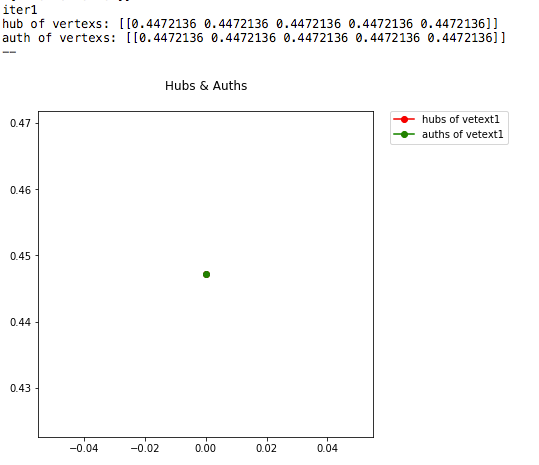 iter1
hub of vertexs: [[0.4472136 0.4472136 0.4472136 0.4472136 0.4472136]]
auth of vertexs: [[0.4472136 0.4472136 0.4472136 0.4472136 0.4472136]]
——
Hubs & Auths
hubs of vetext1
auths of vetext1
0.47
0.46
0.45
0.44
0.43
−0.04 −0.02 0.00 0.02 0.04